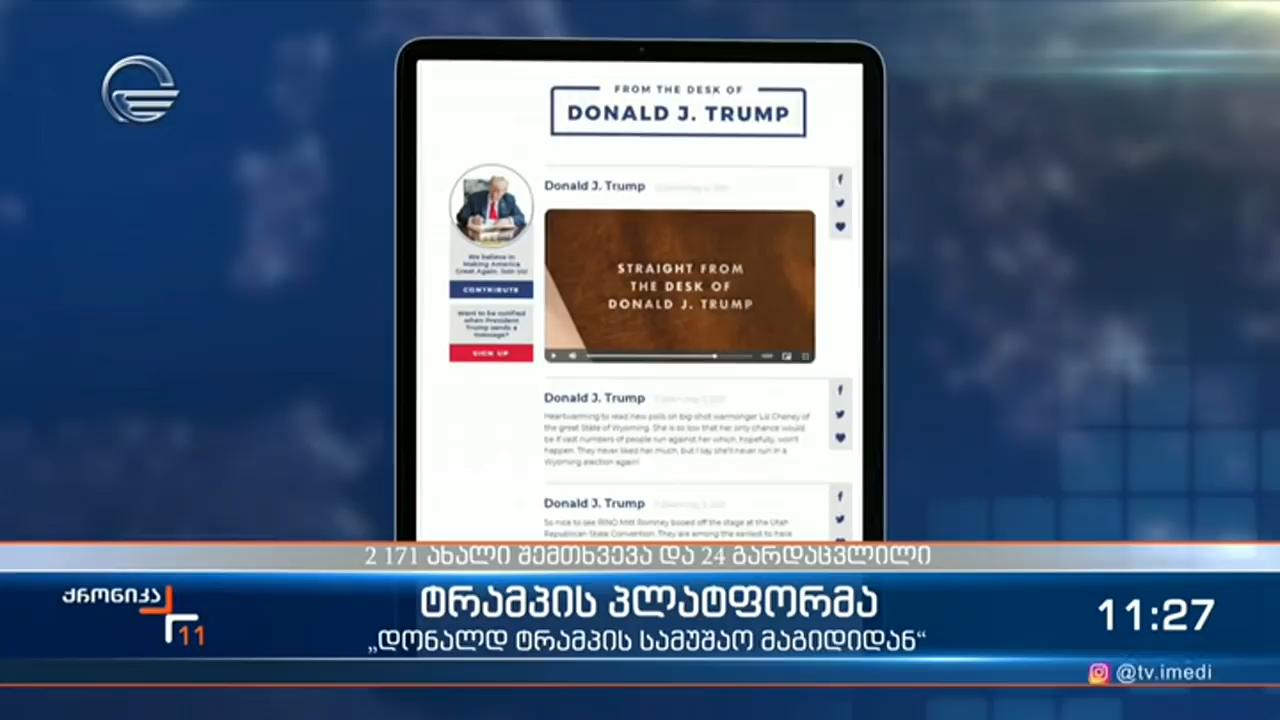 FROM THE DESK OF
DONALD J. TRUMP
Donald J. Trump
STRAIGHT FROM
THE DESK OF
DONALD J. TRUMP
We believe in
Making America
Great Again. Join Us!
CONTRIBUTE
Want to be notified
when President
Trump sends a
message?
SIGN UP
Donald J. Trump
Heartwarming to read new polls on big-shot warmonger Liz Cheney of
the great State of Wyoming. She is so low that her only chance would
be if vast numbers of people run against her which, hopefully, won't
happen. They never liked her much, but I say she'll never run in a
Wyoming election again!
Donald J. Trump
So nice to see RINO Mitt Romney booed off the stage at the Utah
Republican State Convention. They are among the earliest to have
2 171 ახალი შემთხვევა და 24 გარდაცვლილი
ქრონიკა
11
ტრამპის პლატფორმა
„დონალდ ტრამპის სამუშაო მაგიდიდან“
11:27
@tv.imedi